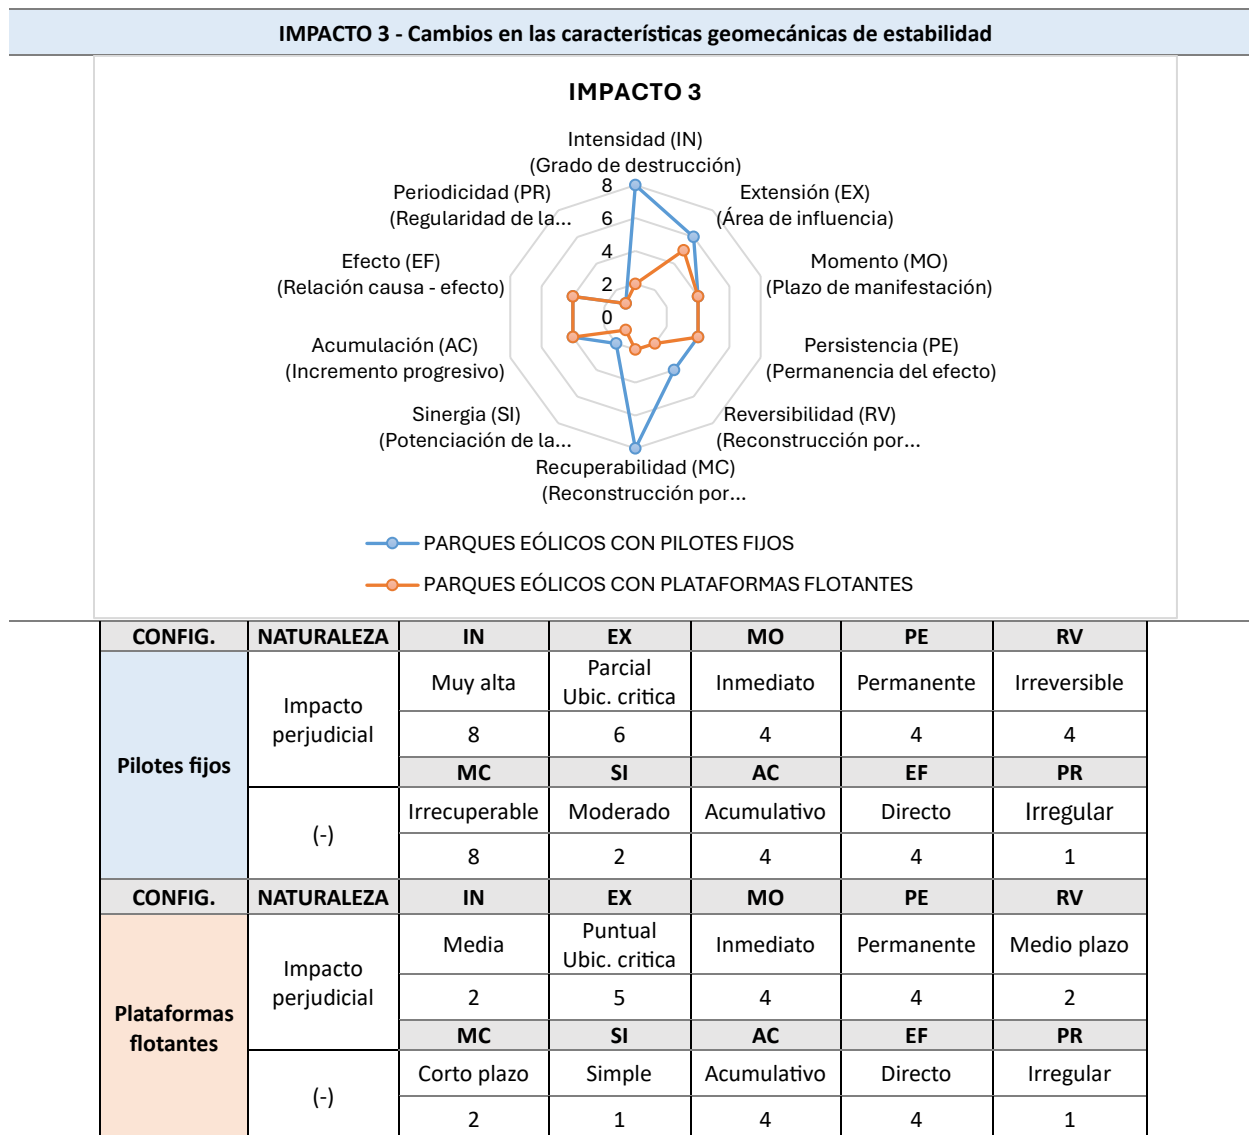 IMPACTO 3 - Cambios en las características geomecánicas de estabilidad
IMPACTO 3
Intensidad (IN)
(Grado de destrucción)
Periodicidad (PR)
(Regularidad de la...
Extensión (EX)
(Área de influencia)
Efecto (EF)
(Relación causa - efecto)
Momento (MO)
(Plazo de manifestación)
Acumulación (AC)
(Incremento progresivo)
Persistencia (PE)
(Permanencia del efecto)
Sinergia (SI)
(Potenciación de la...
Reversibilidad (RV)
(Reconstrucción por...
Recuperabilidad (MC)
(Reconstrucción por...
8
6
4
2
0
PARQUES EÓLICOS CON PILOTES FIJOS
PARQUES EÓLICOS CON PLATAFORMAS FLOTANTES
CONFIG. NATURALEZA IN EX MO PE RV
Pilotes fijos
Impacto
perjudicial
Muy alta Parcial
Ubic. critica Inmediato Permanente Irreversible
8 6 4 4 4
MC SI AC EF PR
(-)
Irrecuperable Moderado Acumulativo Directo Irregular
8 2 4 4 1
CONFIG. NATURALEZA IN EX MO PE RV
Plataformas
flotantes
Impacto
perjudicial
Media Puntual
Ubic. critica Inmediato Permanente Medio plazo
2 5 4 4 2
MC SI AC EF PR
(-)
Corto plazo Simple Acumulativo Directo Irregular
2 1 4 4 1